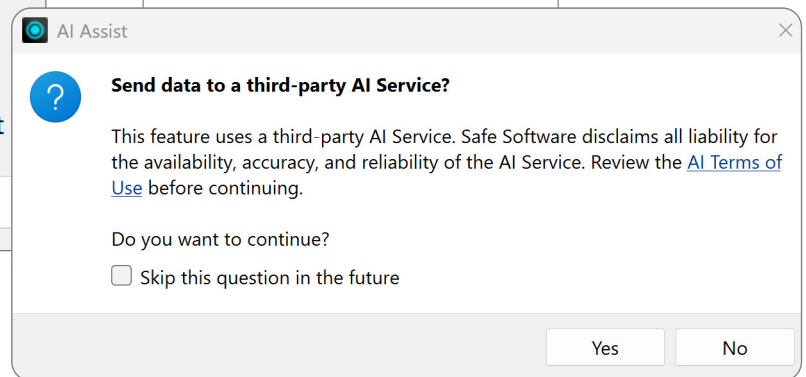 AI Assist
Send data to a third-party AI Service?
This feature uses a third-party AI Service. Safe Software disclaims all liability for
the availability, accuracy, and reliability of the AI Service. Review the AI Terms of
Use before continuing.
Do you want to continue?
Skip this question in the future
Yes
No